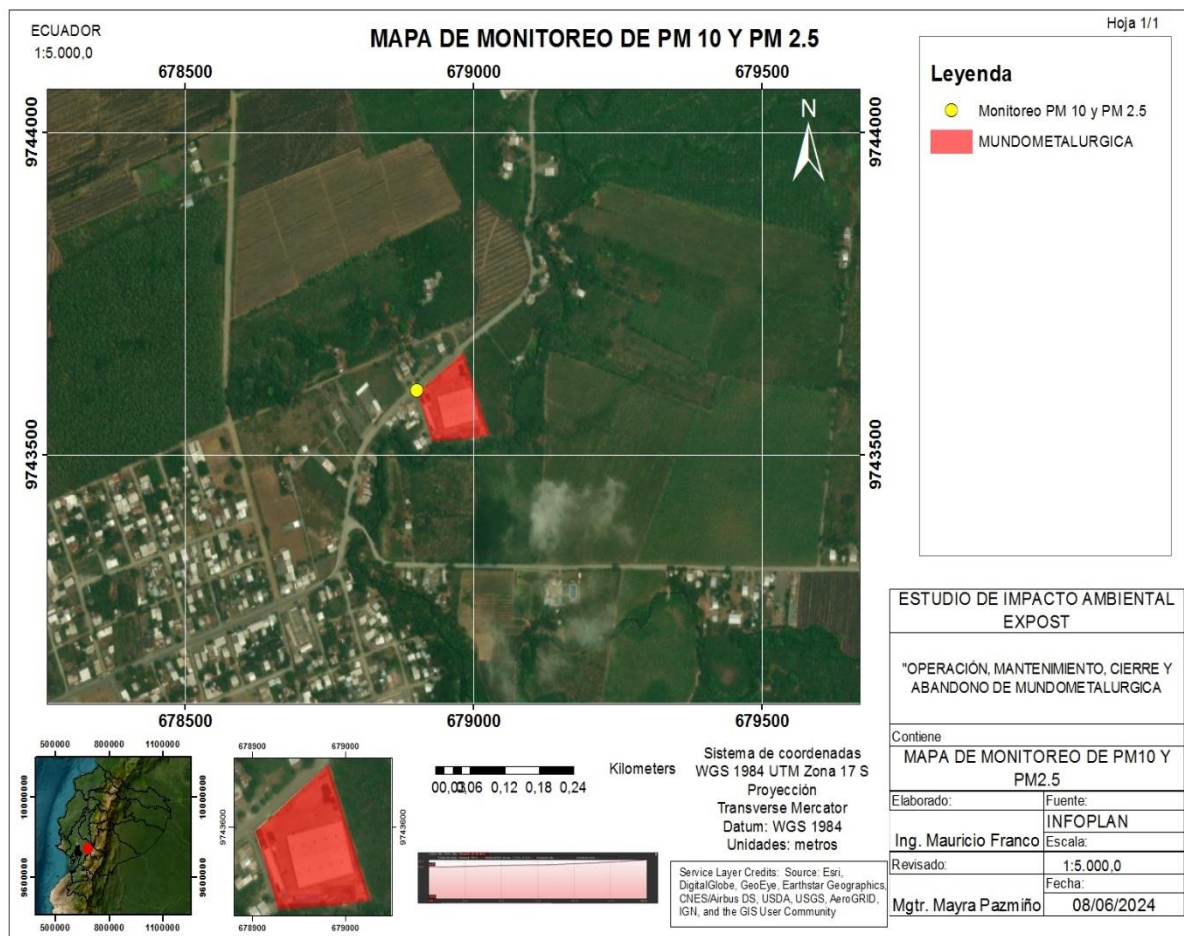 ECUADOR
1:5.000,0
MAPA DE MONITOREO DE PM 10 Y PM 2.5
Hoja 1/1
678500
679000
679500
9744000
9744000
9743500
9743500
N
678500
679000
679500
Leyenda
Monitoreo PM 10 y PM 2.5
MUNDOMETALURGICA
500000
800000
1100000
10000000
10000000
9600000
9600000
500000
800000
1100000
678900
679000
9743600
9743600
678900
679000
00,03
0,06
0,12
0,18
0,24
Kilometers
Sistema de coordenadas
WGS 1984 UTM Zona 17 S
Proyección
Transverse Mercator
Datum: WGS 1984
Unidades: metros
Service Layer Credits: Source: Esri,
DigitalGlobe, GeoEye, Earthstar Geographics,
CNES/Airbus DS, USDA, USGS, AeroGRID,
IGN, and the GIS User Community
ESTUDIO DE IMPACTO AMBIENTAL
EXPOST
"OPERACIÓN, MANTENIMIENTO, CIERRE Y
ABANDONO DE MUNDOMETALURGICA
Contiene
MAPA DE MONITOREO DE PM10 Y
PM2.5
Elaborado:
Fuente:
INFOPLAN
Ing. Mauricio Franco
Escala:
Revisado:
1:5.000,0
Fecha:
Mgtr. Mayra Pazmiño
08/06/2024